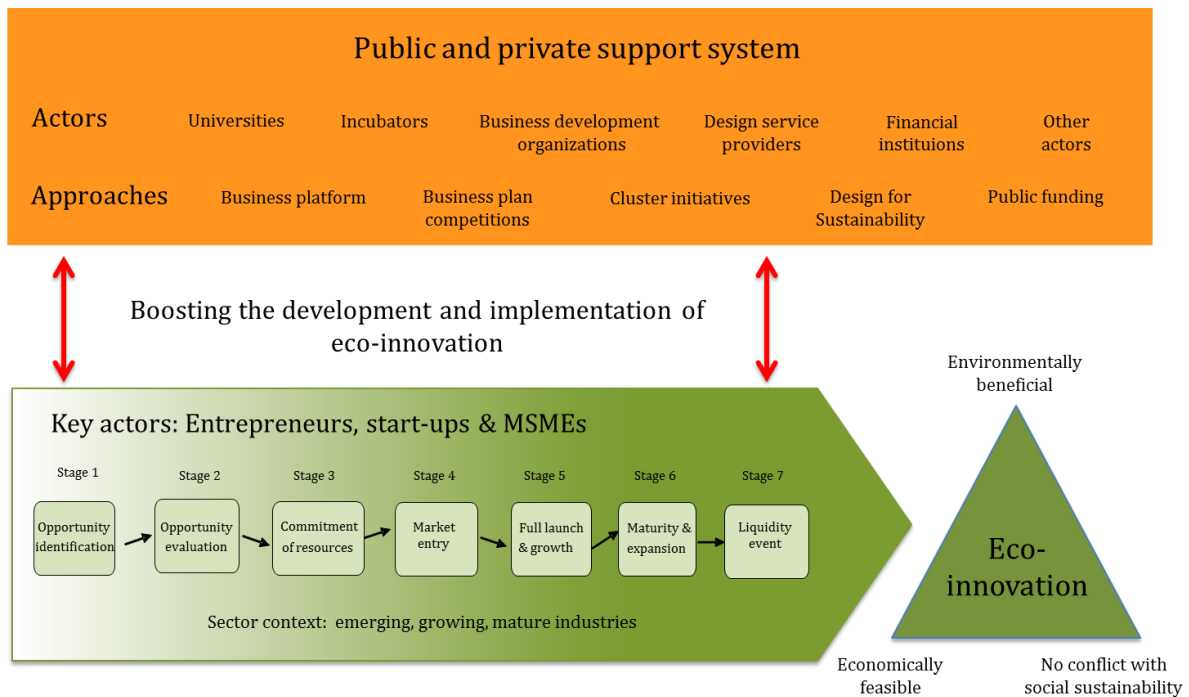 Public and private support system
Actors
Universities
Incubators
Business development
organizations
Design service
providers
Financial
instituions
Other
actors
Approaches
Business platform
Business plan
competitions
Cluster initiatives
Design for
Sustainability
Public funding
Boosting the development and implementation of
eco-innovation
Key actors: Entrepreneurs, start-ups & MSMEs
Stage 1
Stage 2
Stage 3
Stage 4
Stage 5
Stage 6
Stage 7
Opportunity
identification
Opportunity
evaluation
Commitment
of resources
Market
entry
Full launch
& growth
Maturity &
expansion
Liquidity
event
Sector context: emerging, growing, mature industries
Environmentally
beneficial
Eco-
innovation
Economically
feasible
No conflict with
social sustainability